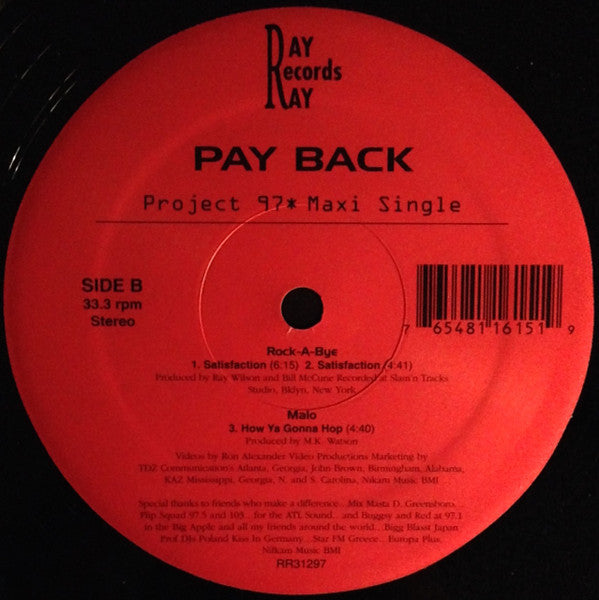 RAY
Records
RAY
PAY BACK
Project 97* Maxi Single
SIDE B
33.3 rpm
Stereo
7 65481 16151 9
Rock-A-Bye
1. Satisfaction (6:15) 2. Satisfaction (4:41)
Produced by Ray Wilson and Bill McCune Recorded at Slam'n Tracks
Studio, Bklyn, New York
Malo
3. How Ya Gonna Hop (4:40)
Produced by M.K. Watson
Videos by Ron Alexander Video Productions Marketing by
TDZ Communication's Atlanta, Georgia, John Brown, Birmingham, Alabama,
KAZ Mississippi, Georgia, N. and S. Carolina, Nikaru Music BMI
Special thanks to friends who make a difference...Mix Masta D. Greensboro,
Flip Squad 97.5 and 103...for the ATL Sound...and Buggsy and Red at 97.1
in the Big Apple and all my friends around the world...Bigg Blasst Japan
Prof.DJs Poland Kiss In Germany...Star FM Greece...Europa Plus.
Nilkam Music BMI
RR31297